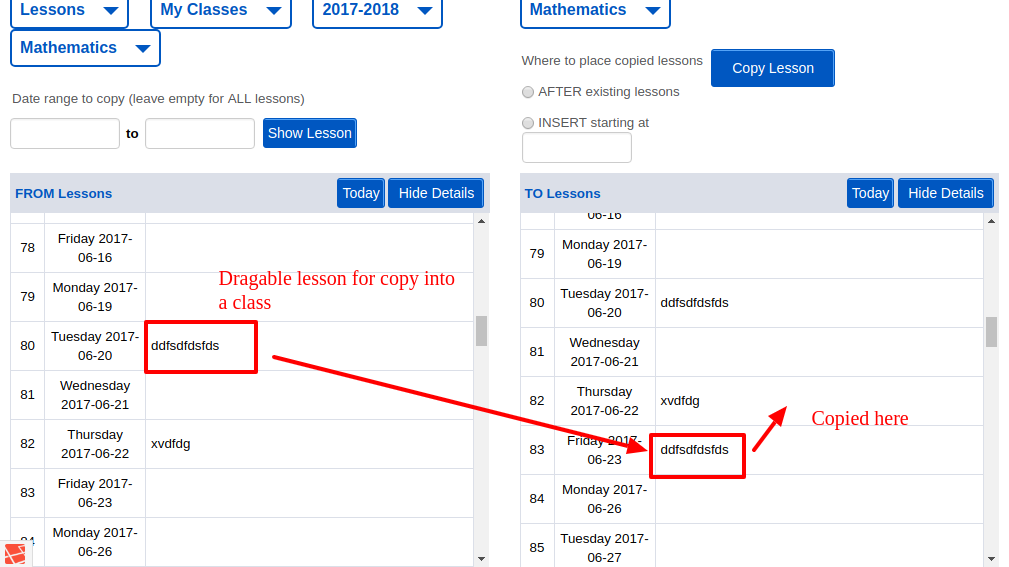 Lessons
My Classes
2017-2018
Mathematics
Mathematics
Where to place copied lessons
Copy Lesson
AFTER existing lessons
INSERT starting at
Date range to copy (leave empty for ALL lessons)
to
Show Lesson
FROM Lessons
Today
Hide Details
78
Friday 2017-
06-16
79
Monday 2017-
06-19
80
Tuesday 2017-
06-20
ddfsdfdsfds
81
Wednesday
2017-06-21
82
Thursday
2017-06-22
xvdfdg
83
Friday 2017-
06-23
84
Monday 2017-
06-26
Dragable lesson for copy into
a class
TO Lessons
Today
Hide Details
06-16
79
Monday 2017-
06-19
80
Tuesday 2017-
06-20
ddfsdfdsfds
81
Wednesday
2017-06-21
82
Thursday
2017-06-22
xvdfdg
83
Friday 2017-
06-23
ddfsdfdsfds
84
Monday 2017-
06-26
85
Tuesday 2017-
06-27
Copied here